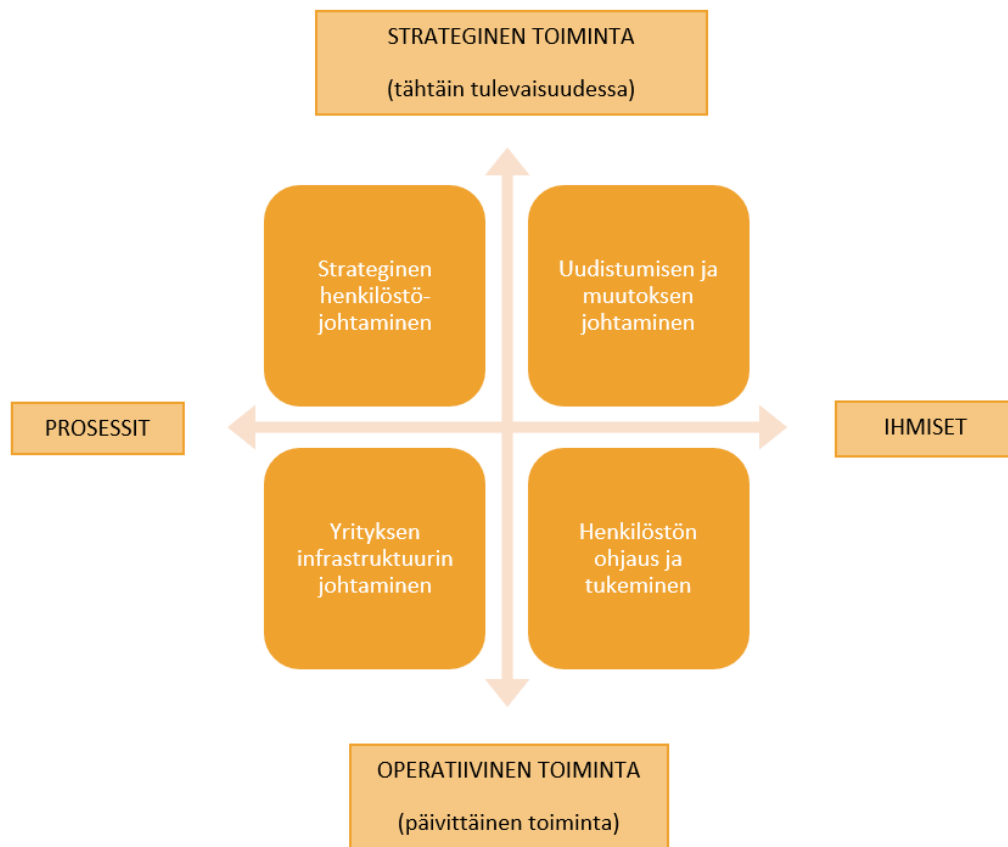 STRATEGINEN TOIMINTA
(tähtäin tulevaisuudessa)
Strateginen
henkilöstö-
johtaminen
Uudistumisen ja
muutoksen
johtaminen
PROSESSIT
IHMISET
Yrityksen
infrastruktuurin
johtaminen
Henkilöstön
ohjaus ja
tukeminen
OPERATIIVINEN TOIMINTA
(päivittäinen toiminta)